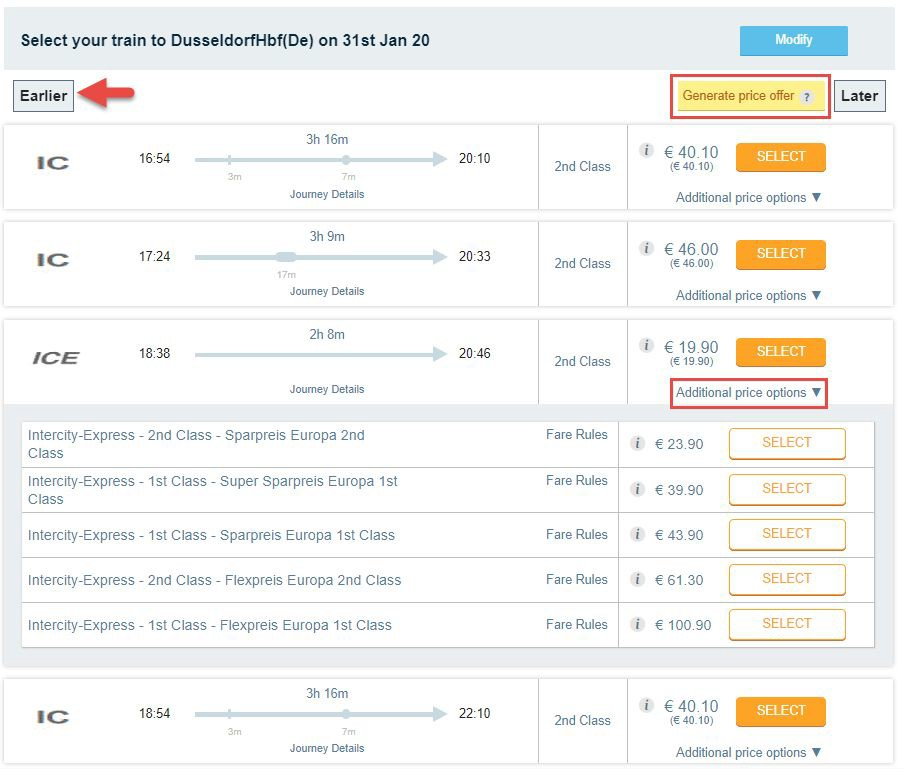 Select your train to DusseldorfHbf(De) on 31st Jan 20
Modify
Earlier
Generate price offer ?
Later
IC
16:54
3h 16m
3m
7m
Journey Details
20:10
2nd Class
i € 40.10
(€ 40.10)
SELECT
Additional price options ▼
IC
17:24
3h 9m
17m
Journey Details
20:33
2nd Class
i € 46.00
(€ 46.00)
SELECT
Additional price options ▼
ICE
18:38
2h 8m
Journey Details
20:46
2nd Class
i € 19.90
(€ 19.90)
SELECT
Additional price options ▼
Intercity-Express - 2nd Class - Sparpreis Europa 2nd
Class
Fare Rules
i € 23.90
SELECT
Intercity-Express - 1st Class - Super Sparpreis Europa 1st
Class
Fare Rules
i € 39.90
SELECT
Intercity-Express - 1st Class - Sparpreis Europa 1st Class
Fare Rules
i € 43.90
SELECT
Intercity-Express - 2nd Class - Flexpreis Europa 2nd Class
Fare Rules
i € 61.30
SELECT
Intercity-Express - 1st Class - Flexpreis Europa 1st Class
Fare Rules
i € 100.90
SELECT
IC
18:54
3h 16m
3m
7m
Journey Details
22:10
2nd Class
i € 40.10
(€ 40.10)
SELECT
Additional price options ▼